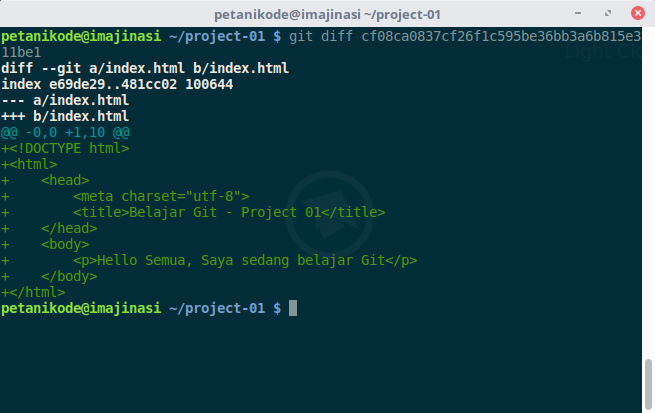 petanikode@imajinasi ~/project-01
petanikode@imajinasi ~/project-01 $ git diff cf08ca0837cf26f1c595be36bb3a6b815e3
11be1
diff --git a/index.html b/index.html
index e69de29..481cc02 100644
--- a/index.html
+++ b/index.html
@@ -0,0 +1,10 @@
+<!DOCTYPE html>
+<html>
+    <head>
+        <meta charset="utf-8">
+        <title>Belajar Git - Project 01</title>
+    </head>
+    <body>
+        <p>Hello Semua, Saya sedang belajar Git</p>
+    </body>
+</html>
petanikode@imajinasi ~/project-01 $